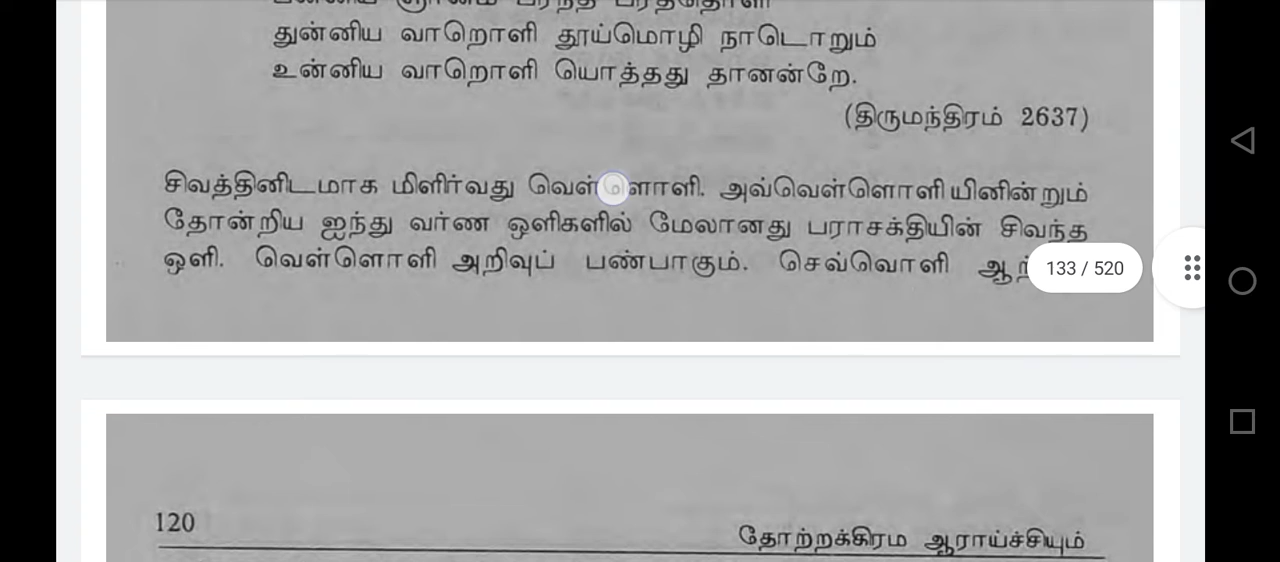 துன்னிய வாறொளி தூய்மொழி நாடொறும்
உன்னிய வாறொளி யொத்தது தானன்றே.
(திருமந்திரம் 2637)
சிவத்தினிடமாக மிளிர்வது வெள்ளொளி. அவ்வெள்ளொளியினின்றும்
தோன்றிய ஐந்து வர்ண ஒளிகளில் மேலானது பராசக்தியின் சிவந்த
ஒளி. வெள்ளொளி அறிவுப் பண்பாகும். செவ்வொளி
133 / 520
120
தோற்றக்கிரம ஆராய்ச்சியும்